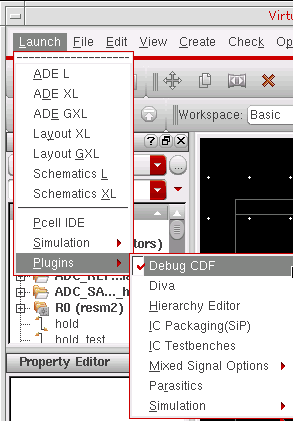 Virtu
Launch File Edit View Create Check Op
ADE L
ADE XL
ADE GXL
Layout XL
Layout GXL
Schematics L
Schematics XL
Pcell IDE
Simulation
Plugins
Workspace: Basic
? 
tors)
Debug CDF
Diva
Hierarchy Editor
IC Packaging(SiP)
IC Testbenches
Mixed Signal Options
Parasitics
Simulation
ADC_REF...
ADC_SA..._h
R0 (resm2)
hold
hold_test
Property Editor